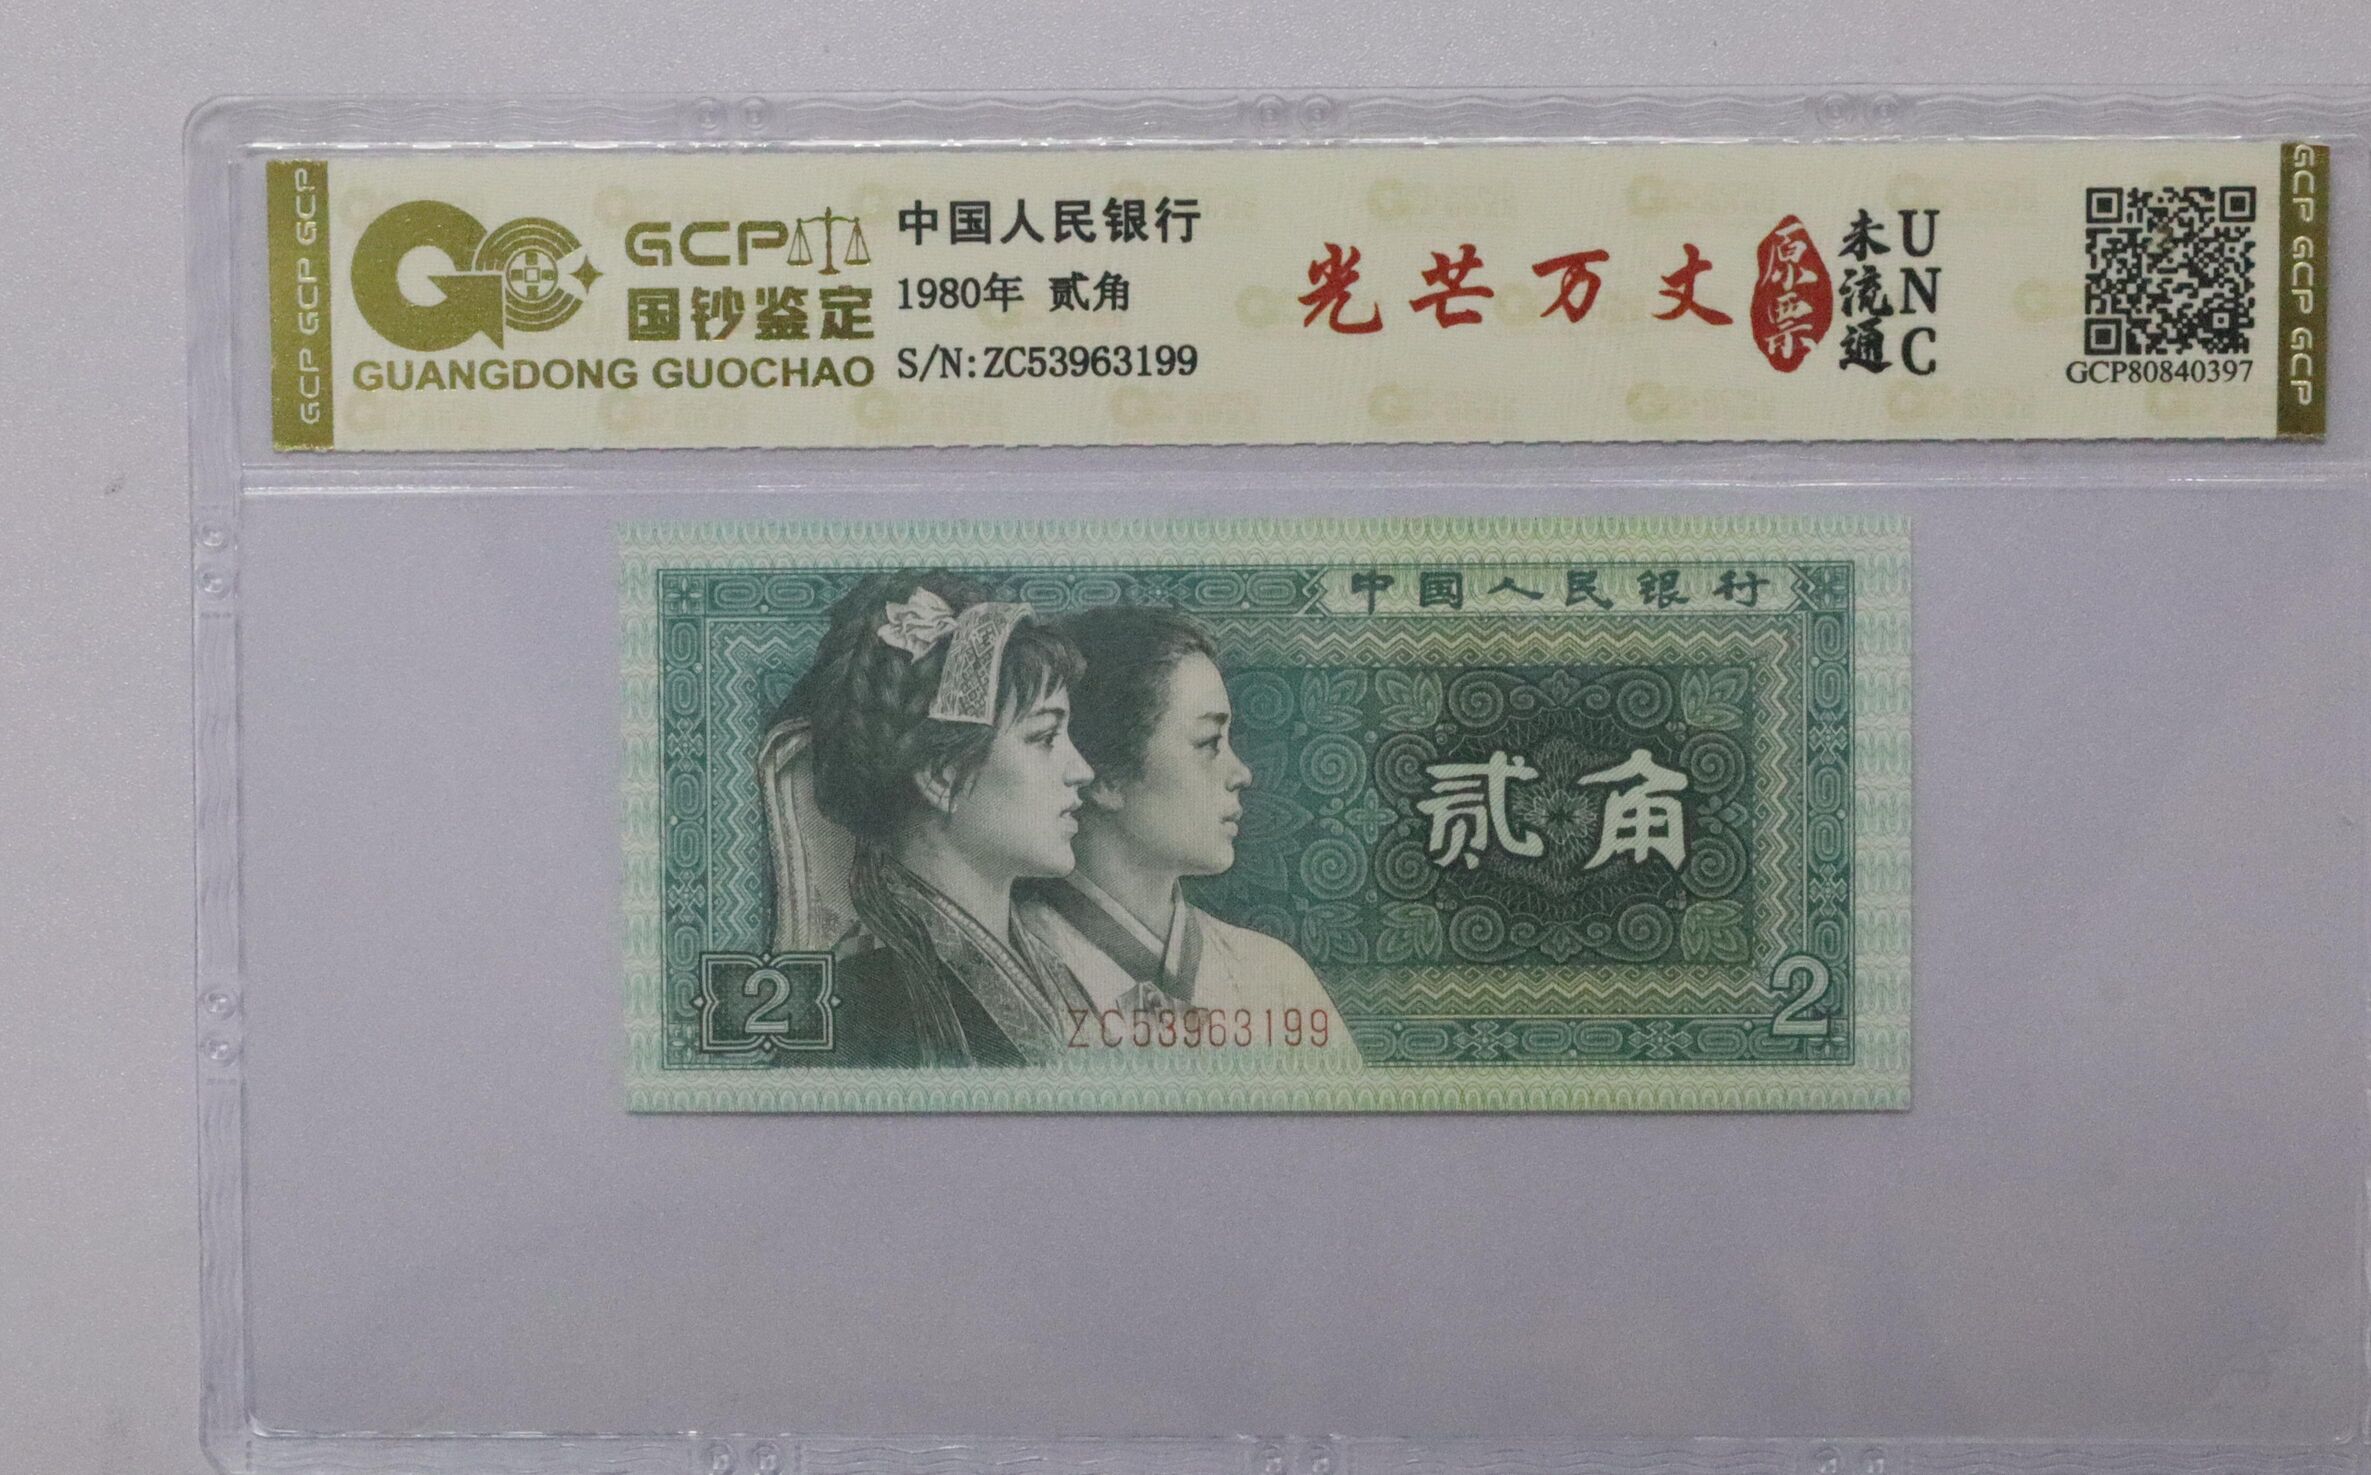 GCP GCP GCP
GCP
国钞鉴定
GUANGDONG GUOCHAO
中国人民银行
1980年 贰角
S/N:ZC53963199
光芒万丈
原票
未流通
UNC
GCP80840397
GCP GCP GCP
中国人民银行
贰角
2
2
ZC53963199